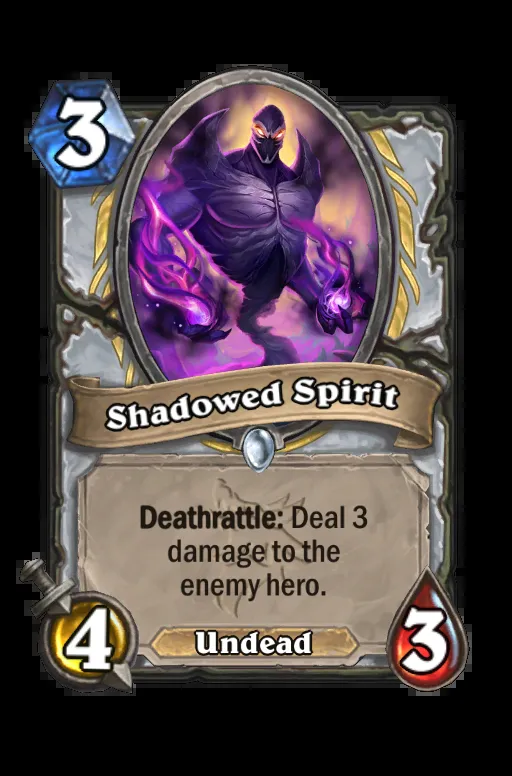 3
Shadowed Spirit
Deathrattle: Deal 3
damage to the
enemy hero.
4
Undead
3